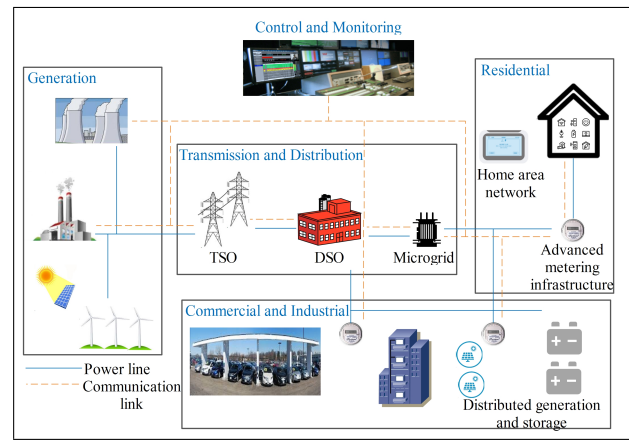 Control and Monitoring
Generation
Residential
Transmission and Distribution
Home area
network
TSO
DSO
Microgrid
Advanced
metering
infrastructure
Commercial and Industrial
Power line
Communication
link
Distributed generation
and storage